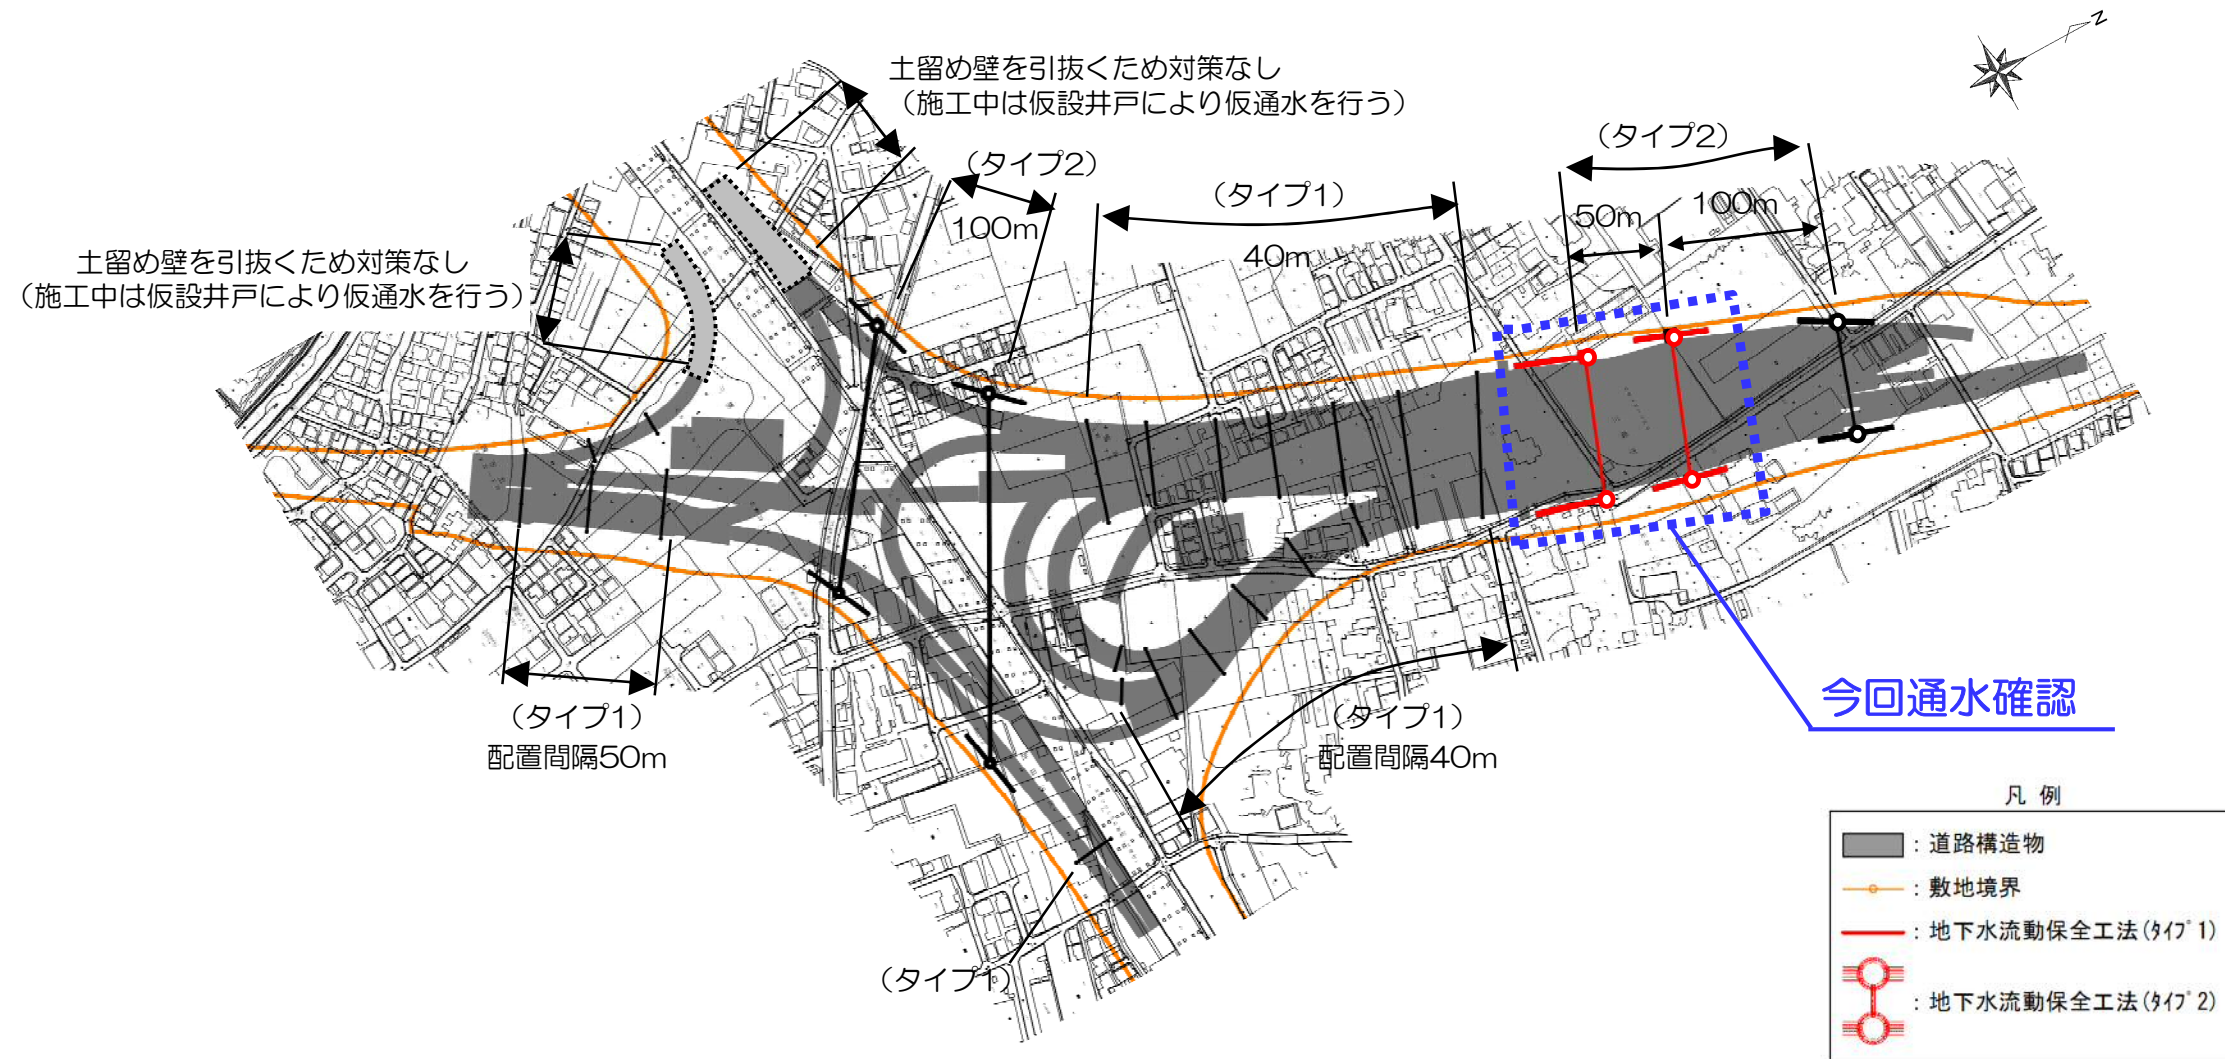 N
土留め壁を引抜くため対策なし
（施工中は仮設井戸により仮通水を行う）
（タイプ2）
（タイプ2）
（タイプ1）
50m
100m
100m
40m
土留め壁を引抜くため対策なし
（施工中は仮設井戸により仮通水を行う）
今回通水確認
（タイプ1）
配置間隔50m
（タイプ1）
配置間隔40m
（タイプ1）
凡 例
：道路構造物
：敷地境界
：地下水流動保全工法(ﾀｲﾌﾟ1)
：地下水流動保全工法(ﾀｲﾌﾟ2)